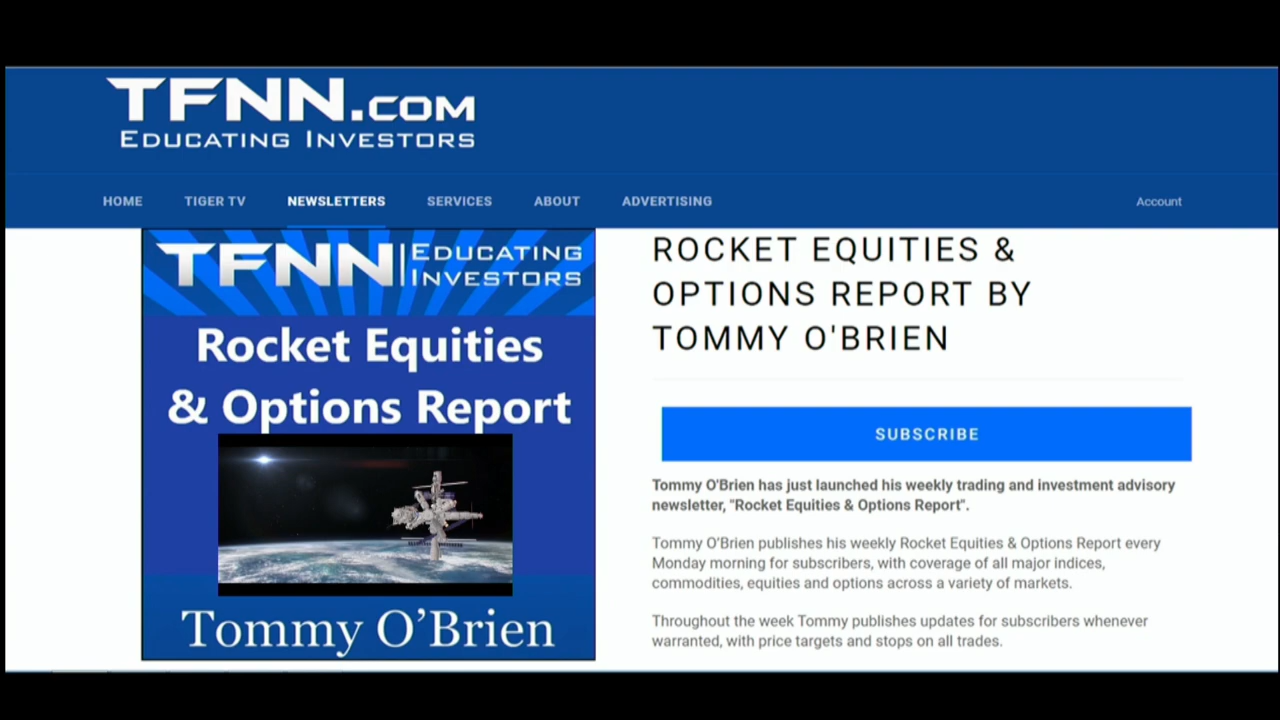 TFNN.COM
EDUCATING INVESTORS
HOME TIGER TV NEWSLETTERS SERVICES ABOUT ADVERTISING Account
TFNN | EDUCATING
INVESTORS
Rocket Equities
& Options Report
Tommy O’Brien
ROCKET EQUITIES &
OPTIONS REPORT BY
TOMMY O'BRIEN
SUBSCRIBE
Tommy O'Brien has just launched his weekly trading and investment advisory
newsletter, "Rocket Equities & Options Report".
Tommy O’Brien publishes his weekly Rocket Equities & Options Report every
Monday morning for subscribers, with coverage of all major indices,
commodities, equities and options across a variety of markets.
Throughout the week Tommy publishes updates for subscribers whenever
warranted, with price targets and stops on all trades.